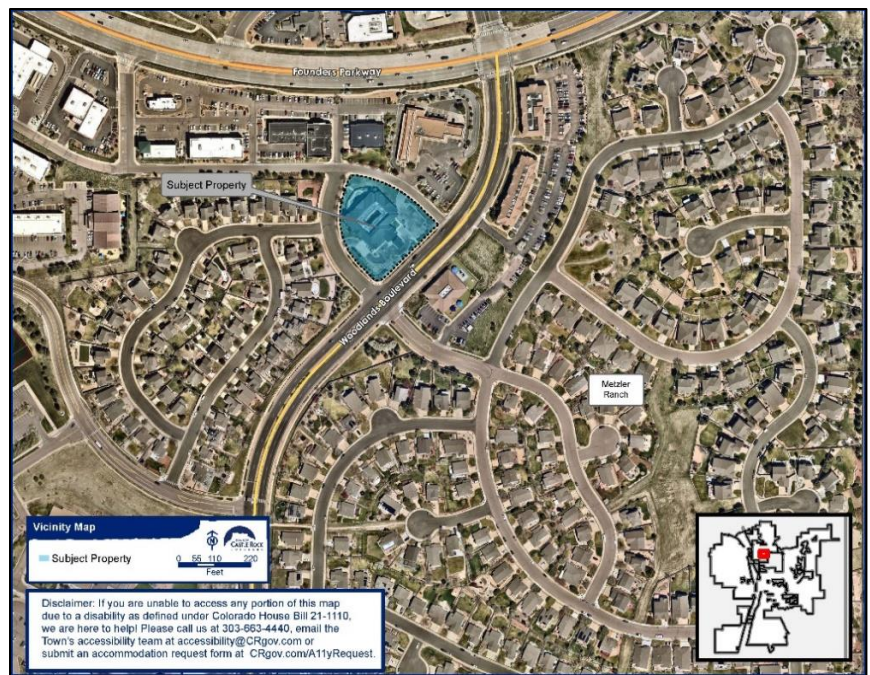 Founders Parkway
Subject Property
Woodlands Boulevard
Metzler
Ranch
Vicinity Map
N
CASTLE ROCK
Subject Property
0 55 110 220
Feet
Disclaimer: If you are unable to access any portion of this map
due to a disability as defined under Colorado House Bill 21-1110,
we are here to help! Please call us at 303-663-4440, email the
Town's accessibility team at accessibility@CRgov.com or
submit an accommodation request form at CRgov.com/A11yRequest.